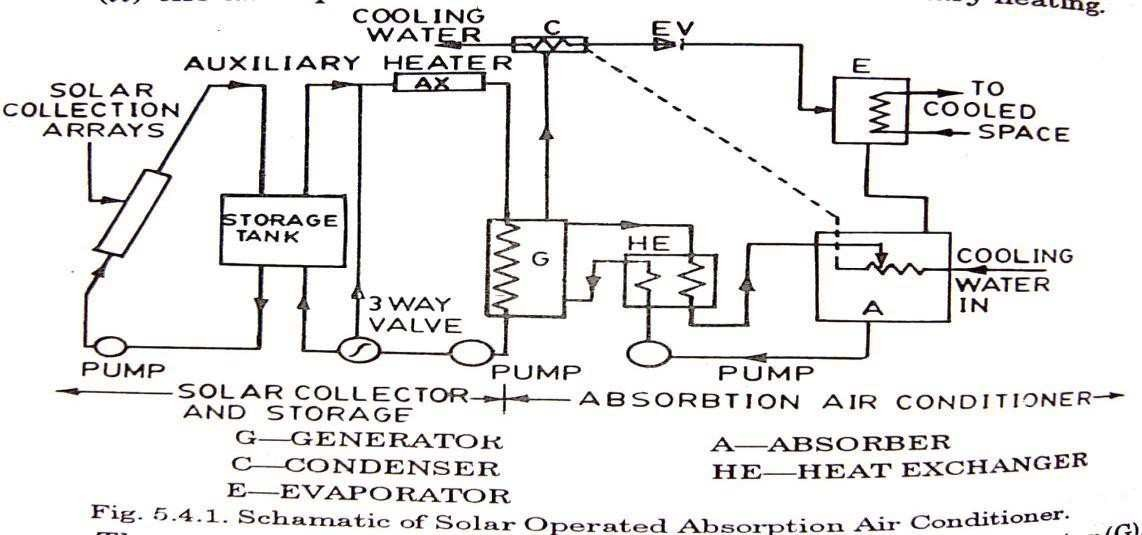 heating.
COOLING
WATER
C
EV
AUXILIARY HEATER
AX
E
SOLAR
COLLECTION
ARRAYS
TO
COOLED
SPACE
STORAGE
TANK
G
HE
COOLING
WATER
IN
A
3 WAY
VALVE
PUMP
PUMP
PUMP
SOLAR COLLECTOR
AND STORAGE
ABSORBTION AIR CONDITIONER
G—GENERATOR
A—ABSORBER
C—CONDENSER
HE—HEAT EXCHANGER
E—EVAPORATOR
Fig. 5.4.1. Schamatic of Solar Operated Absorption Air Conditioner.
(G)